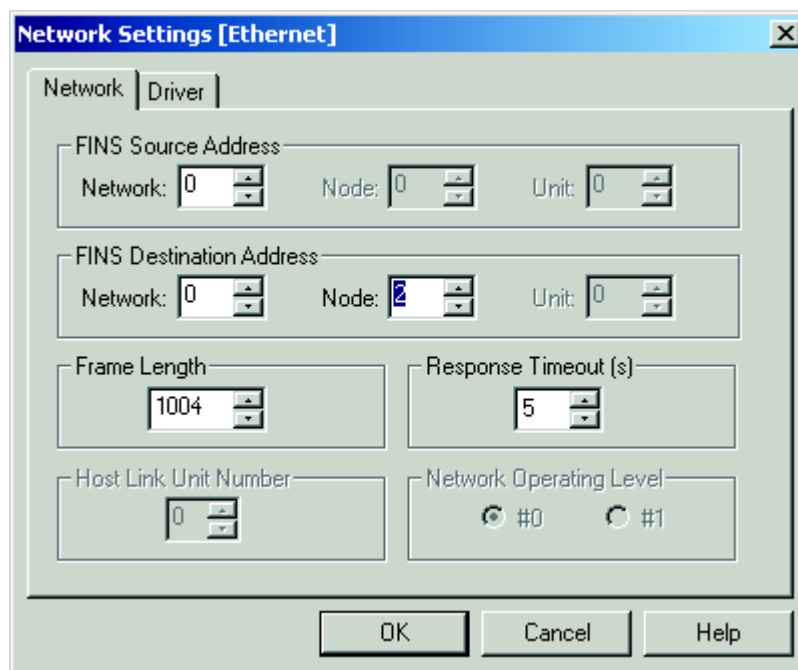 Network Settings [Ethernet]
Network Driver
FINS Source Address
Network: 0 Node: 0 Unit: 0
FINS Destination Address
Network: 0 Node: 2 Unit: 0
Frame Length Response Timeout (s)
1004 5
Host Link Unit Number Network Operating Level
0 #0 #1
OK Cancel Help